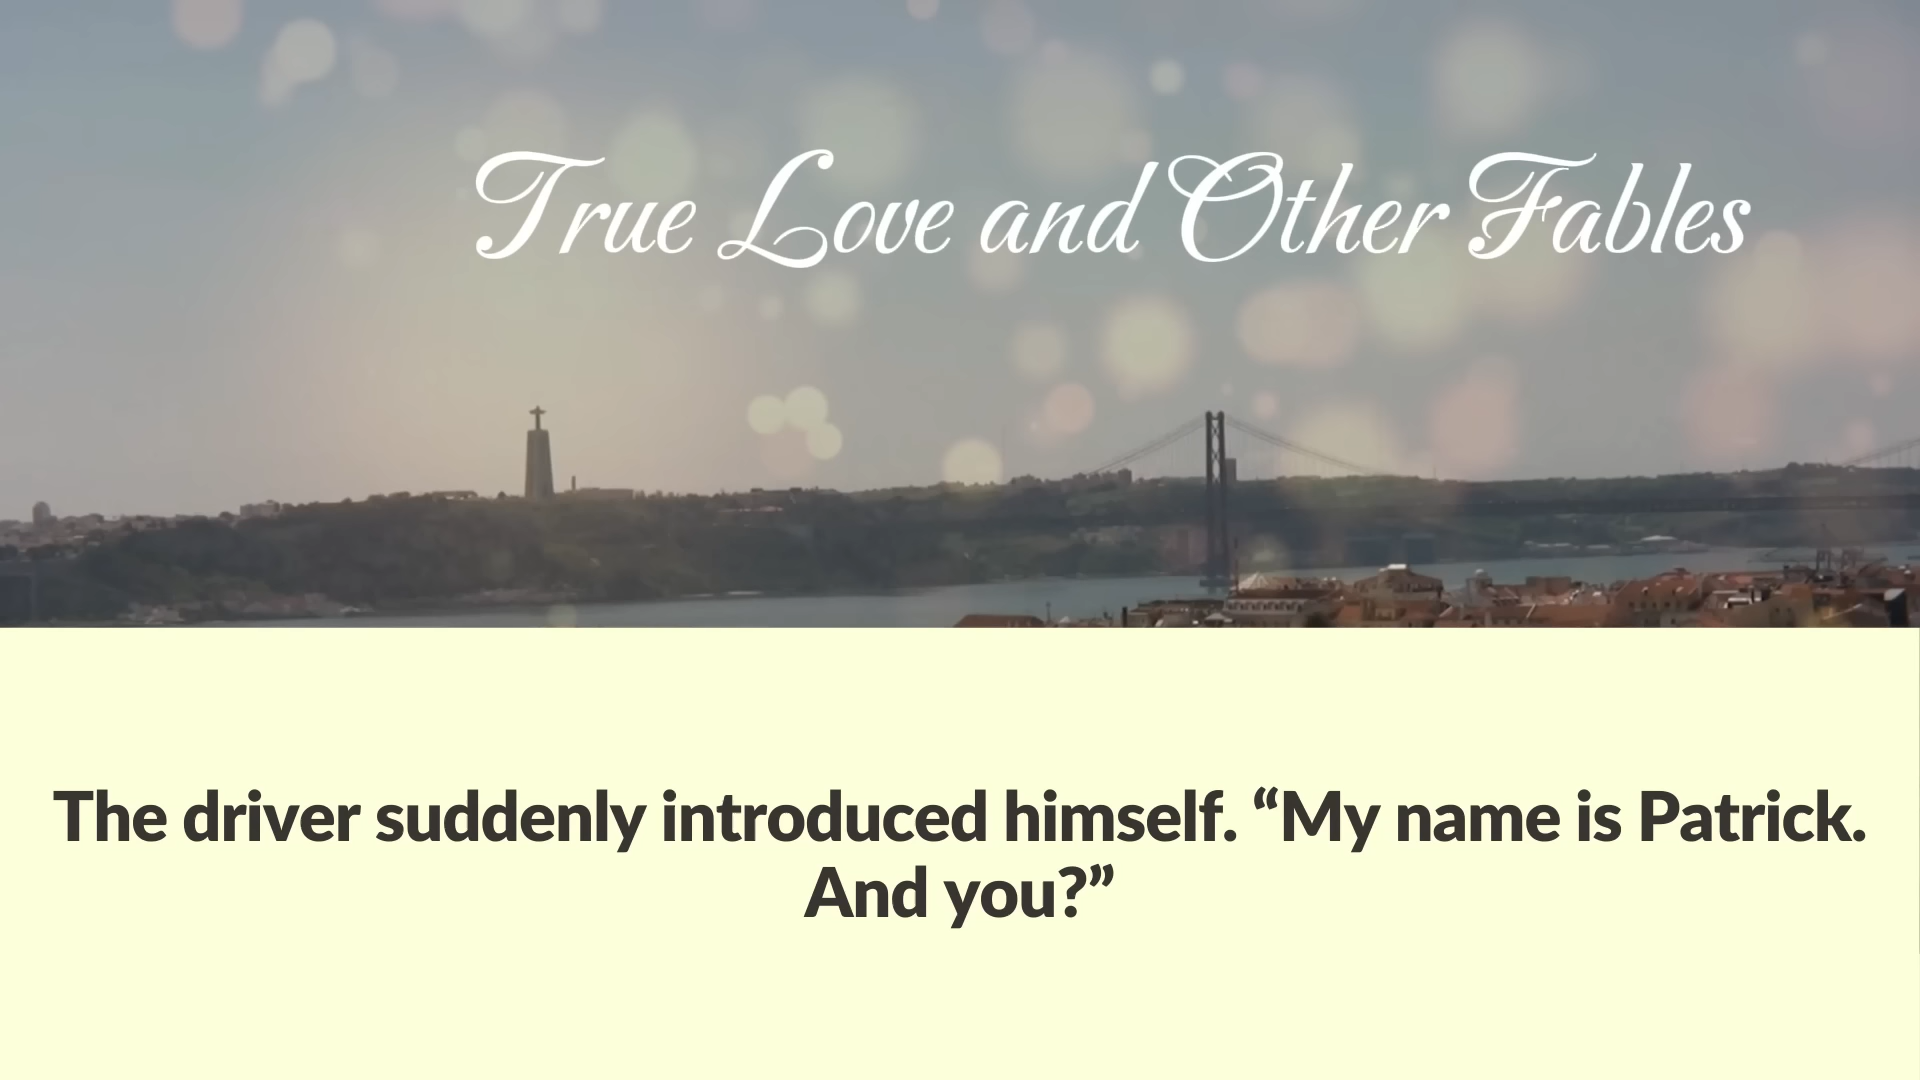 True Love and Other Fables
The driver suddenly introduced himself. “My name is Patrick.
And you?”